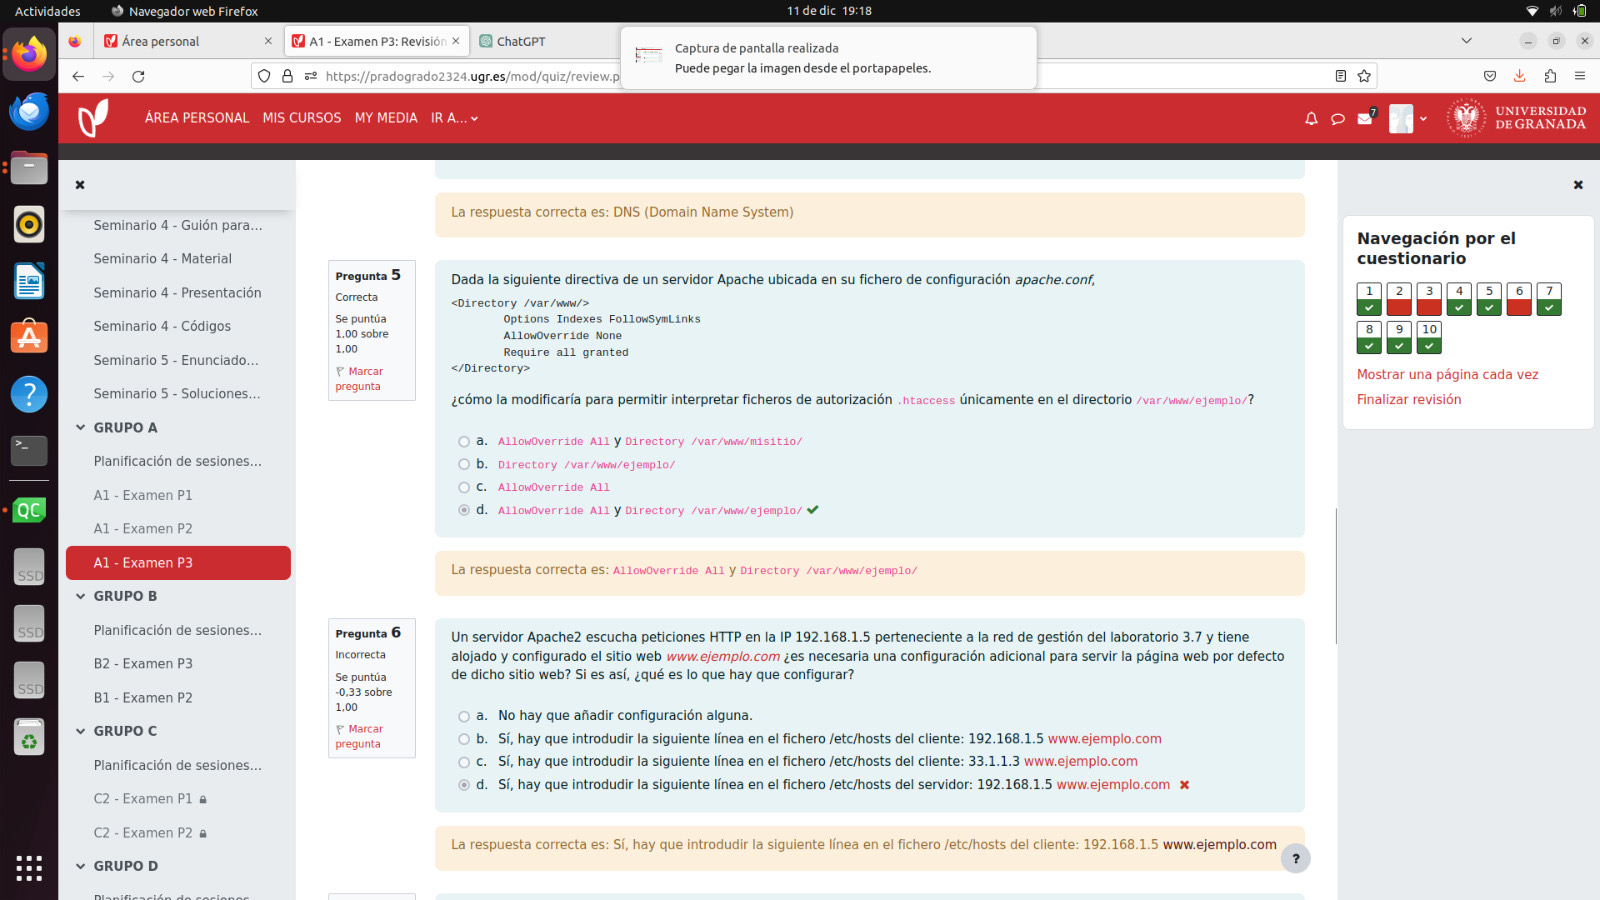 Actividades
Navegador web Firefox
11 de dic 19:18
Área personal
A1 - Examen P3: Revisión
ChatGPT
Captura de pantalla realizada
Puede pegar la imagen desde el portapapeles.
https://pradogrado2324.ugr.es/mod/quiz/review.p
ÁREA PERSONAL
MIS CURSOS
MY MEDIA
IR A...
7
UNIVERSIDAD
DE GRANADA
Seminario 4 - Guión para...
Seminario 4 - Material
Seminario 4 - Presentación
Seminario 4 - Códigos
Seminario 5 - Enunciado...
Seminario 5 - Soluciones...
GRUPO A
Planificación de sesiones...
A1 - Examen P1
A1 - Examen P2
A1 - Examen P3
GRUPO B
Planificación de sesiones...
B2 - Examen P3
B1 - Examen P2
GRUPO C
Planificación de sesiones...
C2 - Examen P1
C2 - Examen P2
GRUPO D
Planificación de sesiones
QC
SSD
SSD
SSD
La respuesta correcta es: DNS (Domain Name System)
Pregunta 5
Correcta
Se puntúa
1,00 sobre
1,00
Marcar
pregunta
Dada la siguiente directiva de un servidor Apache ubicada en su fichero de configuración apache.conf,
<Directory /var/www/>
Options Indexes FollowSymLinks
AllowOverride None
Require all granted
</Directory>
¿cómo la modificaría para permitir interpretar ficheros de autorización .htaccess únicamente en el directorio /var/www/ejemplo/?
a. AllowOverride All y Directory /var/www/misitio/
b. Directory /var/www/ejemplo/
c. AllowOverride All
d. AllowOverride All y Directory /var/www/ejemplo/
La respuesta correcta es: AllowOverride All y Directory /var/www/ejemplo/
Pregunta 6
Incorrecta
Se puntúa
-0,33 sobre
1,00
Marcar
pregunta
Un servidor Apache2 escucha peticiones HTTP en la IP 192.168.1.5 perteneciente a la red de gestión del laboratorio 3.7 y tiene
alojado y configurado el sitio web www.ejemplo.com ¿es necesaria una configuración adicional para servir la página web por defecto
de dicho sitio web? Si es así, ¿qué es lo que hay que configurar?
a. No hay que añadir configuración alguna.
b. Sí, hay que introdudir la siguiente línea en el fichero /etc/hosts del cliente: 192.168.1.5 www.ejemplo.com
c. Sí, hay que introdudir la siguiente línea en el fichero /etc/hosts del cliente: 33.1.1.3 www.ejemplo.com
d. Sí, hay que introdudir la siguiente línea en el fichero /etc/hosts del servidor: 192.168.1.5 www.ejemplo.com
La respuesta correcta es: Sí, hay que introdudir la siguiente línea en el fichero /etc/hosts del cliente: 192.168.1.5 www.ejemplo.com
?
Navegación por el
cuestionario
1 2 3 4 5 6 7
8 9 10
Mostrar una página cada vez
Finalizar revisión